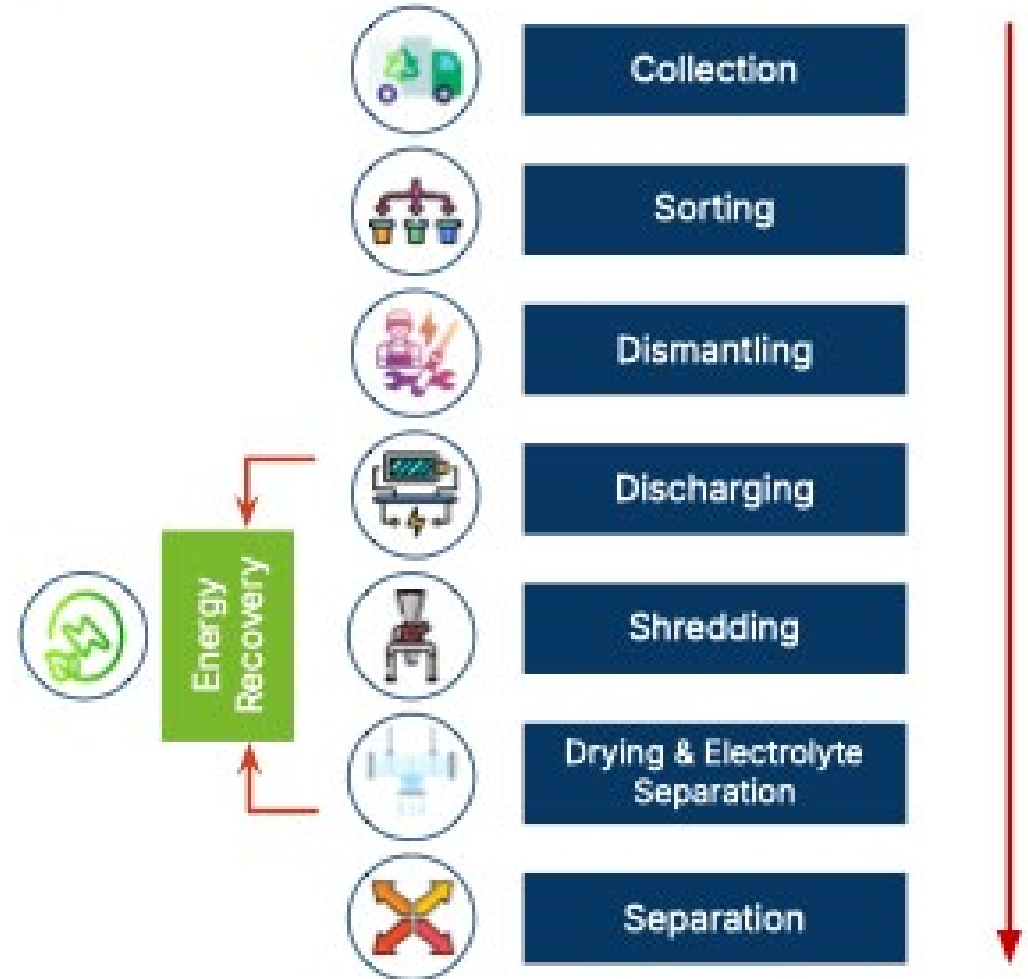 Collection
Sorting
Dismantling
Discharging
Energy
Recovery
Shredding
Drying & Electrolyte
Separation
Separation